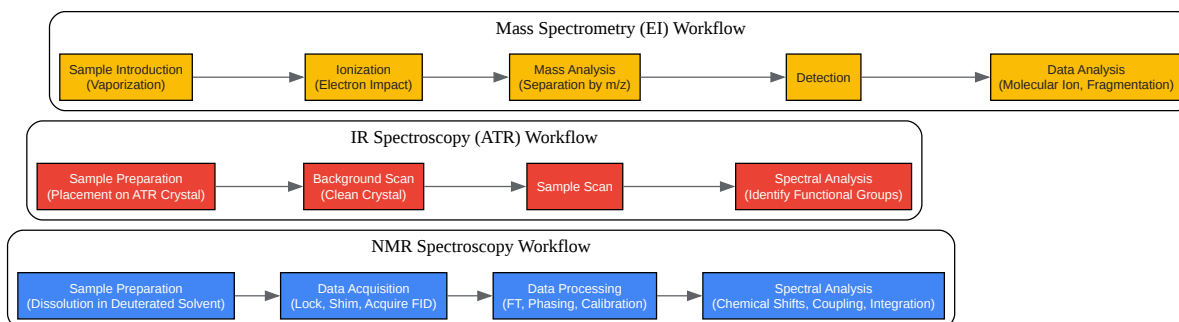 Mass Spectrometry (EI) Workflow
Sample Introduction
(Vaporization)
Ionization
(Electron Impact)
Mass Analysis
(Separation by m/z)
Detection
Data Analysis
(Molecular Ion, Fragmentation)
IR Spectroscopy (ATR) Workflow
Sample Preparation
(Placement on ATR Crystal)
Background Scan
(Clean Crystal)
Sample Scan
Spectral Analysis
(Identify Functional Groups)
NMR Spectroscopy Workflow
Sample Preparation
(Dissolution in Deuterated Solvent)
Data Acquisition
(Lock, Shim, Acquire FID)
Data Processing
(FT, Phasing, Calibration)
Spectral Analysis
(Chemical Shifts, Coupling, Integration)